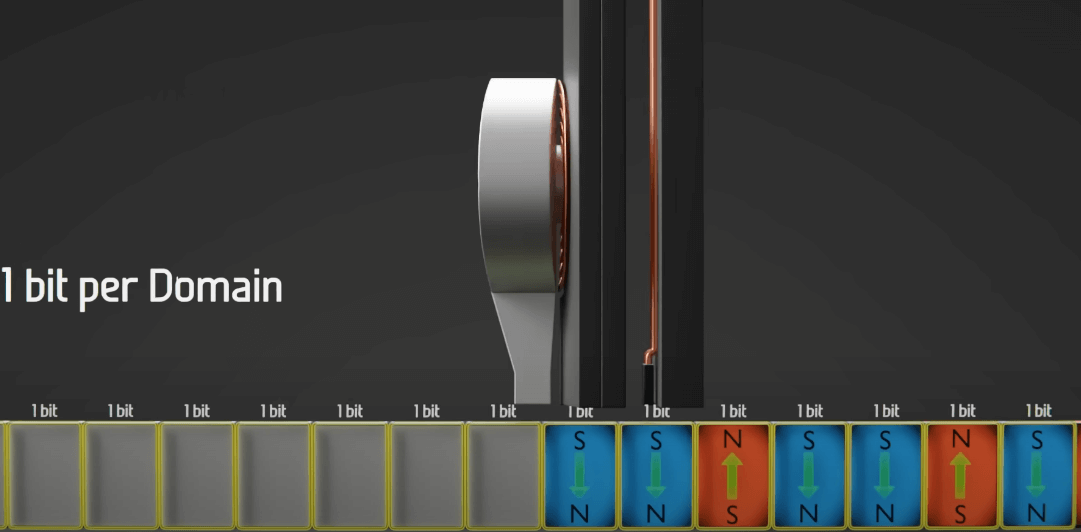 1 bit per Domain
1 bit 1 bit 1 bit 1 bit 1 bit 1 bit 1 bit 1 bit 1 bit 1 bit 1 bit 1 bit 1 bit 1 bit
S S N S S N S
N N S N N S N